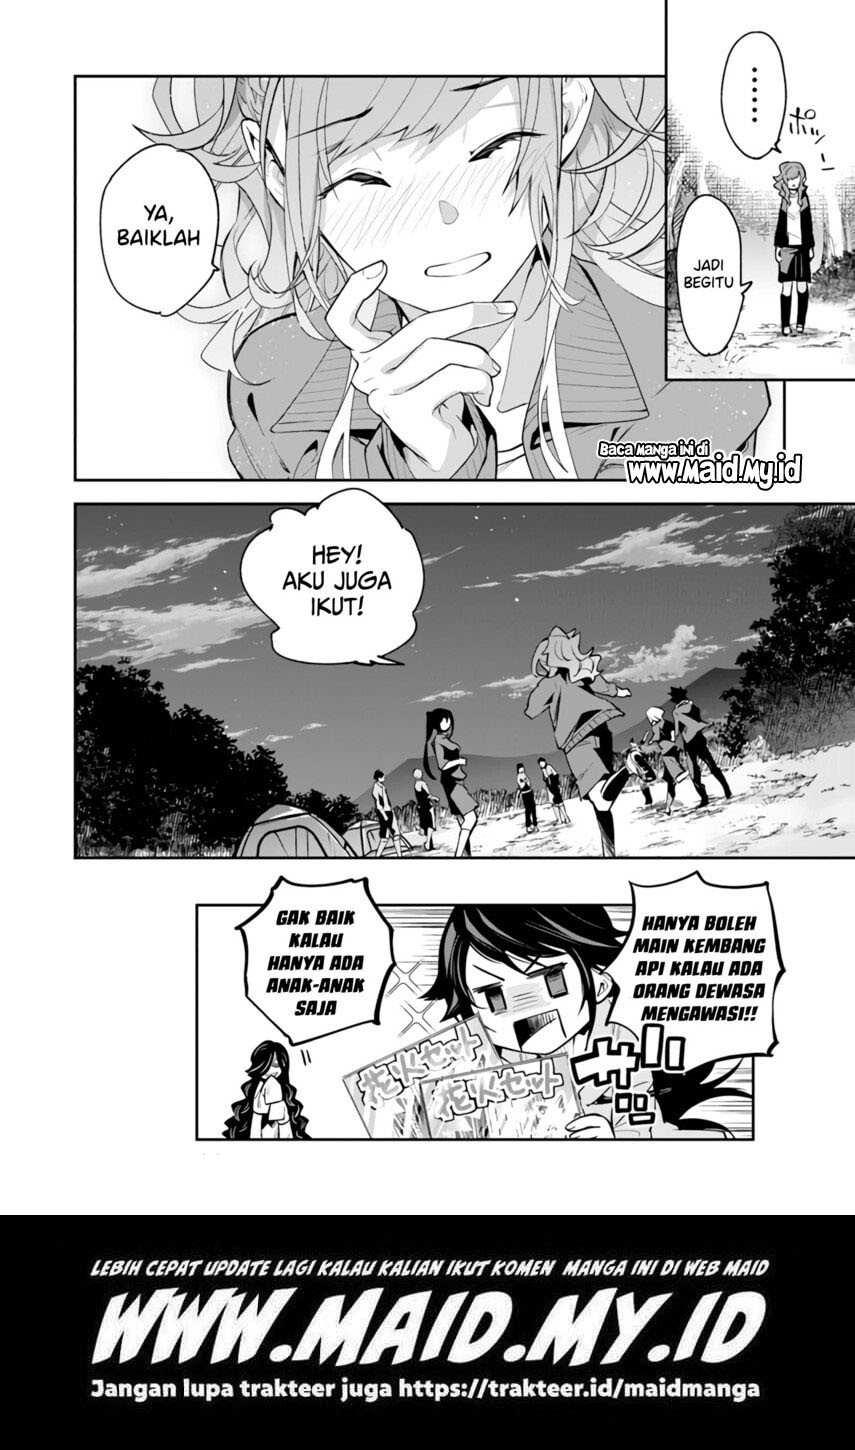 ........
ポツン
JADI
BEGITU
YA,
BAIKLAH
Baca Manga ini di
www.Maid.My.id
HEY!
AKU JUGA
IKUT!
HANYA BOLEH
MAIN KEMBANG
API KALAU ADA
ORANG DEWASA
MENGAWASI!!
GAK BAIK
KALAU
HANYA ADA
ANAK-ANAK
SAJA
花火セット
花火セット
LEBIH CEPAT UPDATE LAGI KALAU KALIAN IKUT KOMEN MANGA INI DI WEB MAID
WWW.MAID.MY.ID
Jangan lupa trakteer juga https://trakteer.id/maidmanga